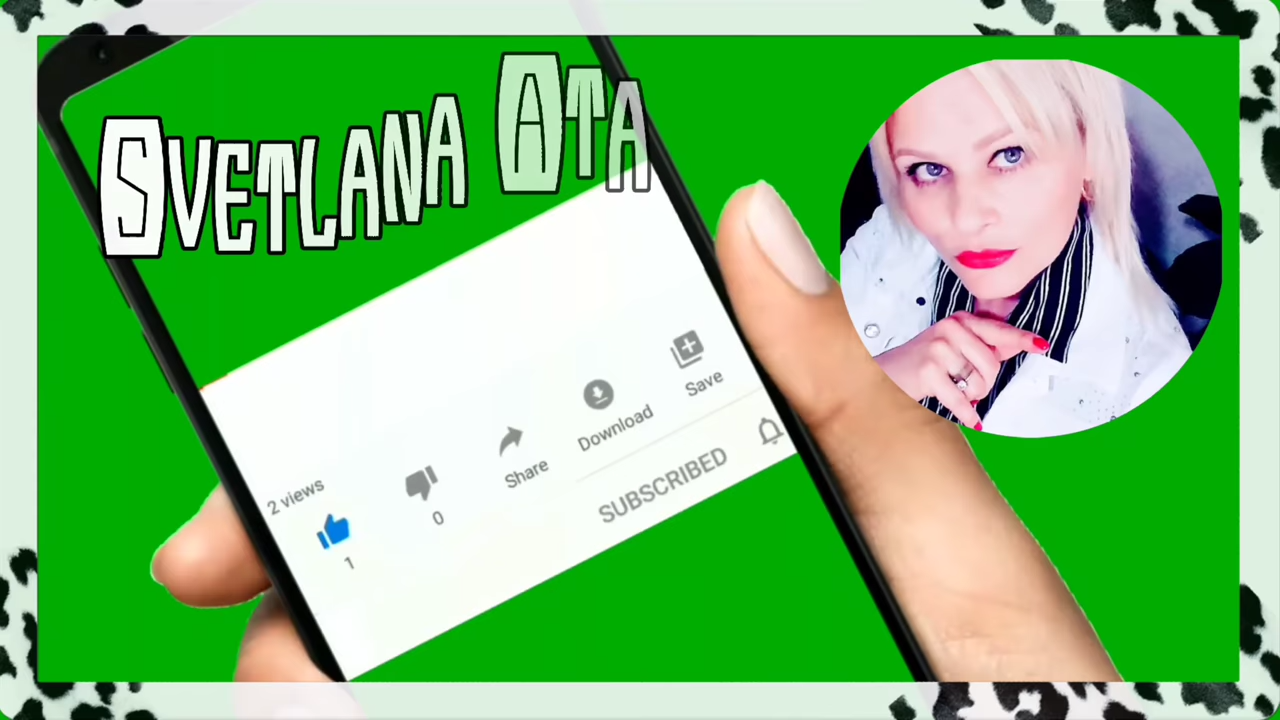 Svetlana Ata
2 views
1
0
Share
Download
Save
SUBSCRIBED